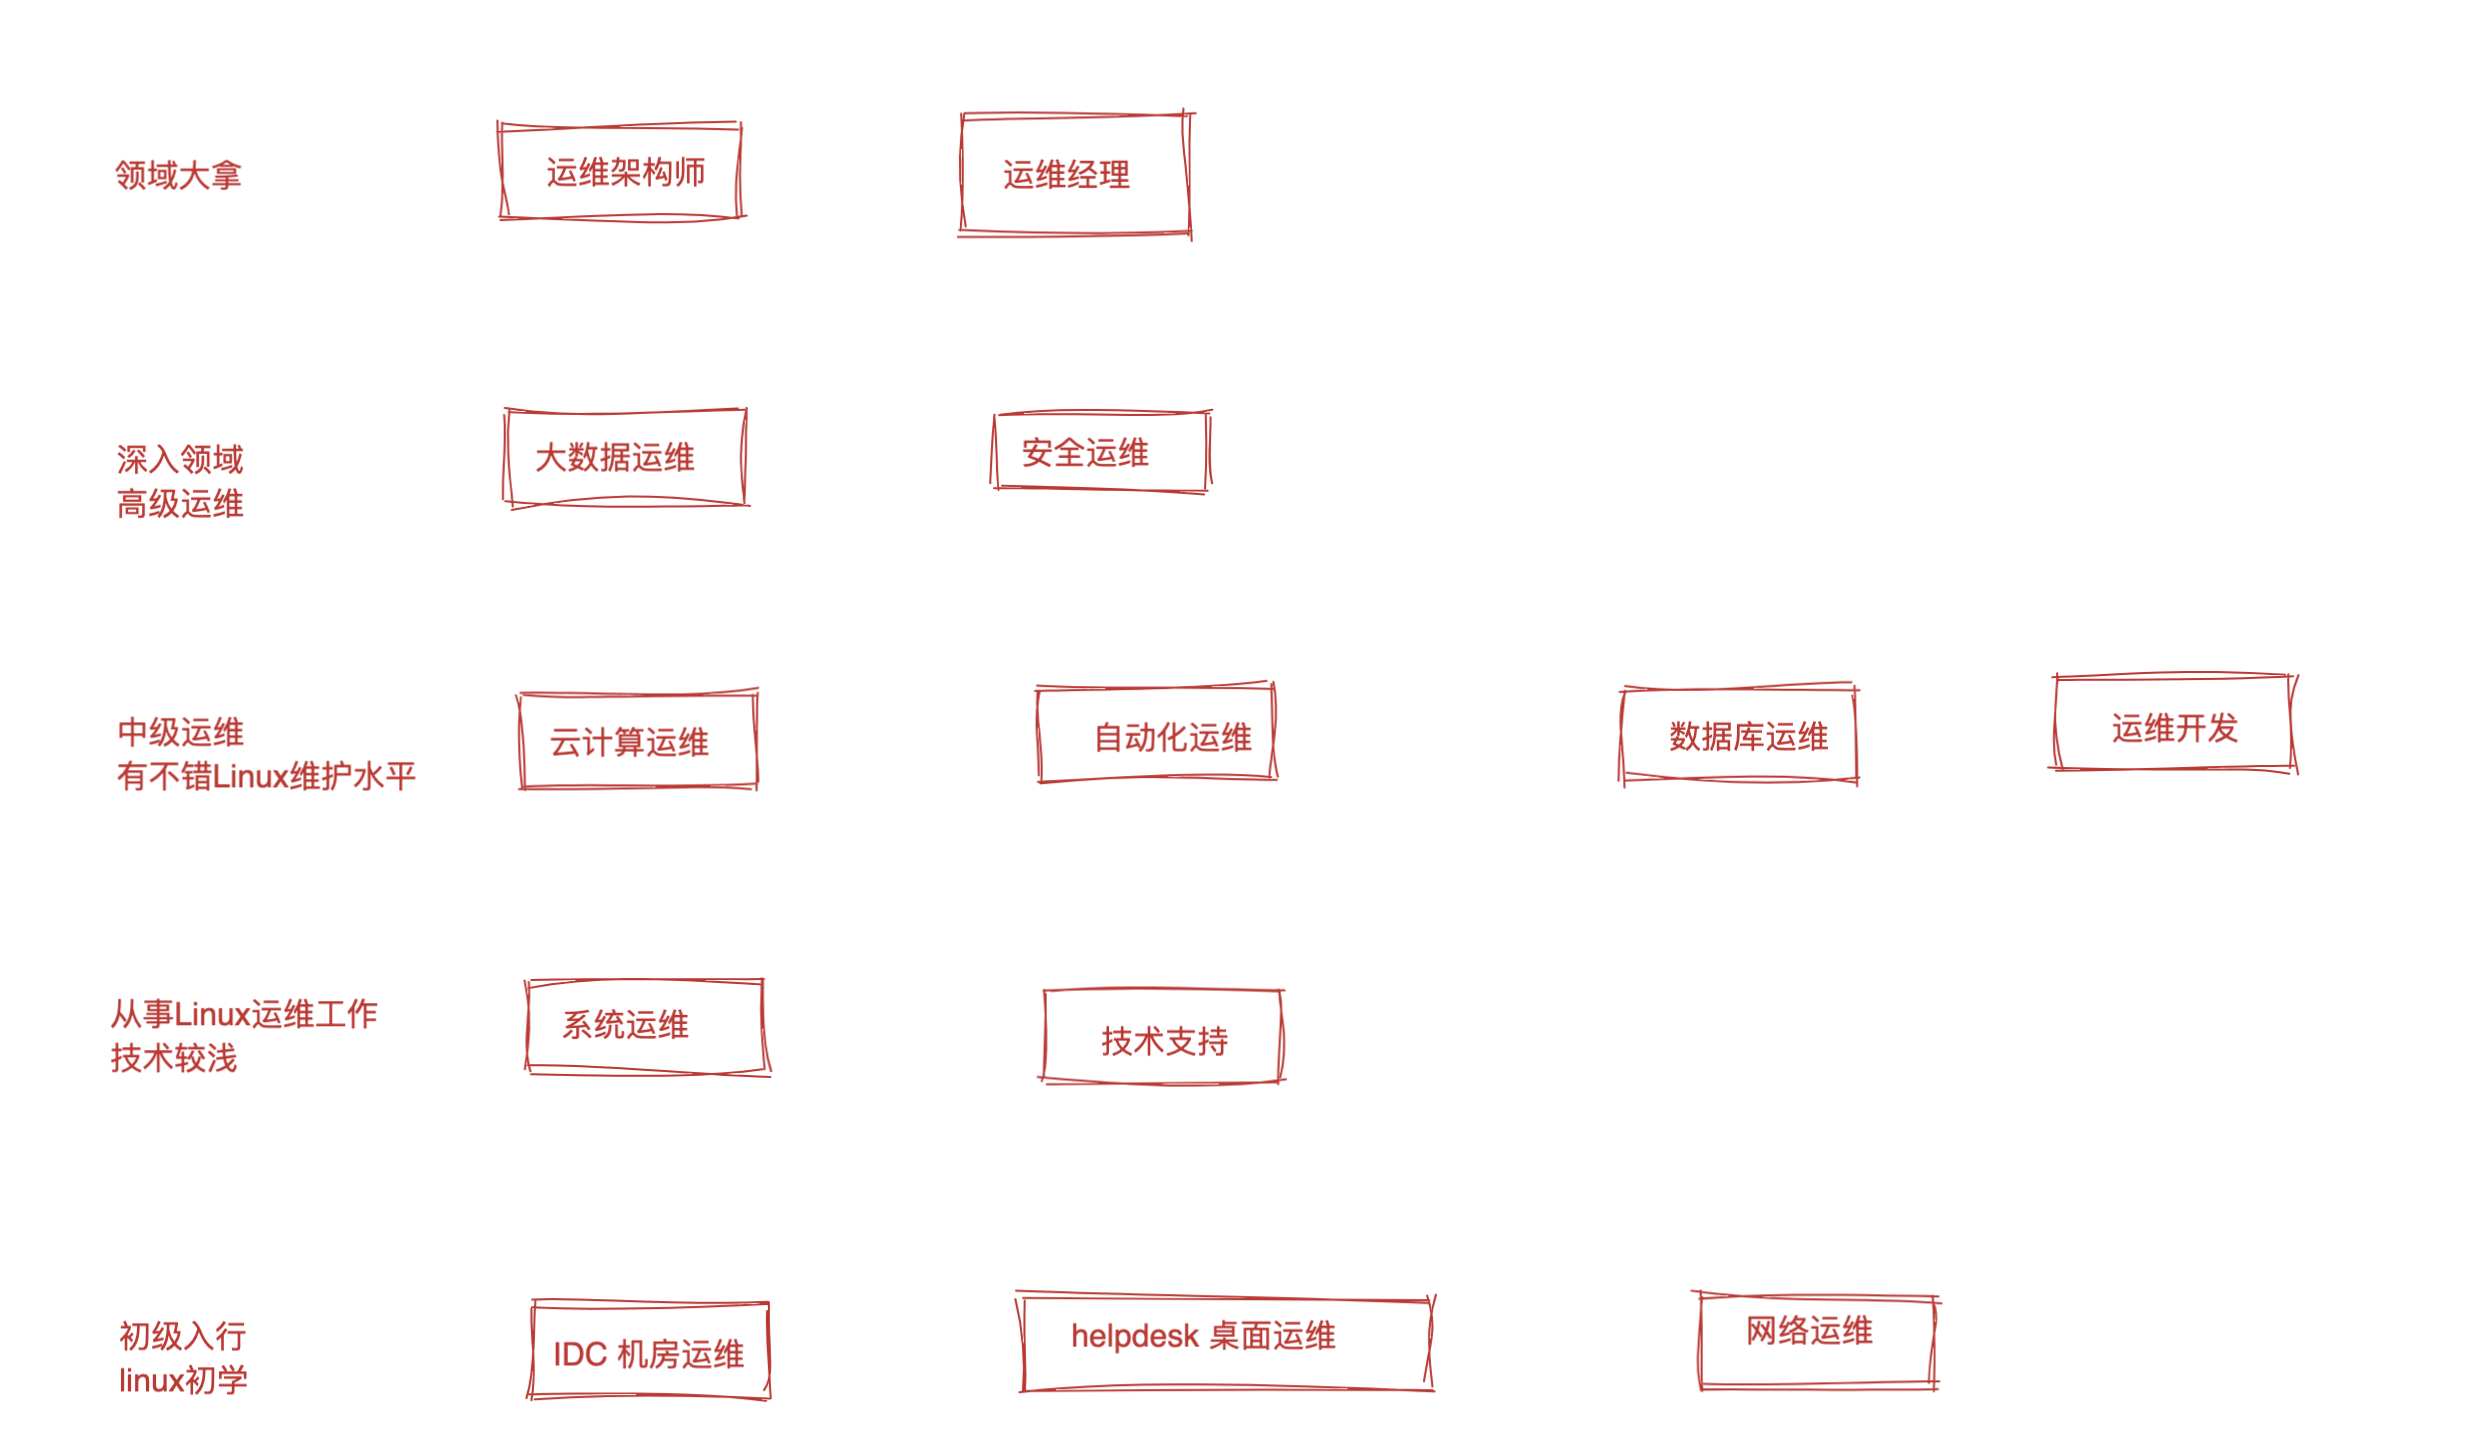 领域大拿
运维架构师
运维经理
深入领域
高级运维
大数据运维
安全运维
中级运维
有不错Linux维护水平
云计算运维
自动化运维
数据库运维
运维开发
从事Linux运维工作
技术较浅
系统运维
技术支持
初级入行
linux初学
IDC 机房运维
helpdesk 桌面运维
网络运维